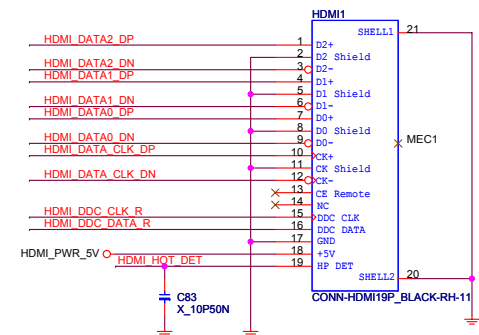 HDMI1
HDMI_DATA2_DP 1 D2+ SHELL1 21
2 D2 Shield
HDMI_DATA2_DN 3 D2-
HDMI_DATA1_DP 4 D1+
5 D1 Shield
HDMI_DATA1_DN 6 D1-
HDMI_DATA0_DP 7 D0+
8 D0 Shield
HDMI_DATA0_DN 9 D0- MEC1
HDMI_DATA_CLK_DP 10 CK+
11 CK Shield
HDMI_DATA_CLK_DN 12 CK-
13 CE Remote
14 NC
HDMI_DDC_CLK_R 15 DDC CLK
HDMI_DDC_DATA_R 16 DDC DATA
17 GND
HDMI_PWR_5V 18 +5V
HDMI_HOT_DET 19 HP DET
SHELL2 20
C83 CONN-HDMI19P_BLACK-RH-11
X_10P50N